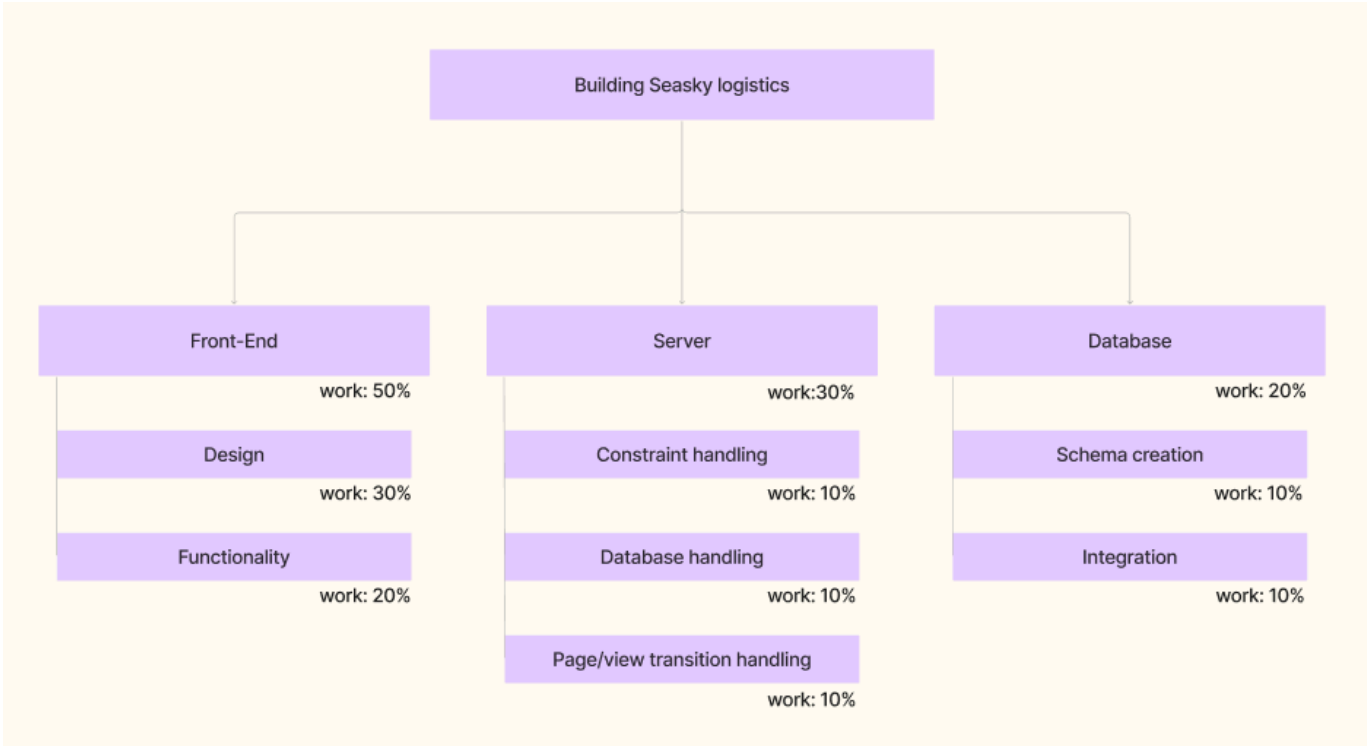 Building Seasky logistics
Front-End
work: 50%
Design
work: 30%
Functionality
work: 20%
Server
work:30%
Constraint handling
work: 10%
Database handling
work: 10%
Page/view transition handling
work: 10%
Database
work: 20%
Schema creation
work: 10%
Integration
work: 10%